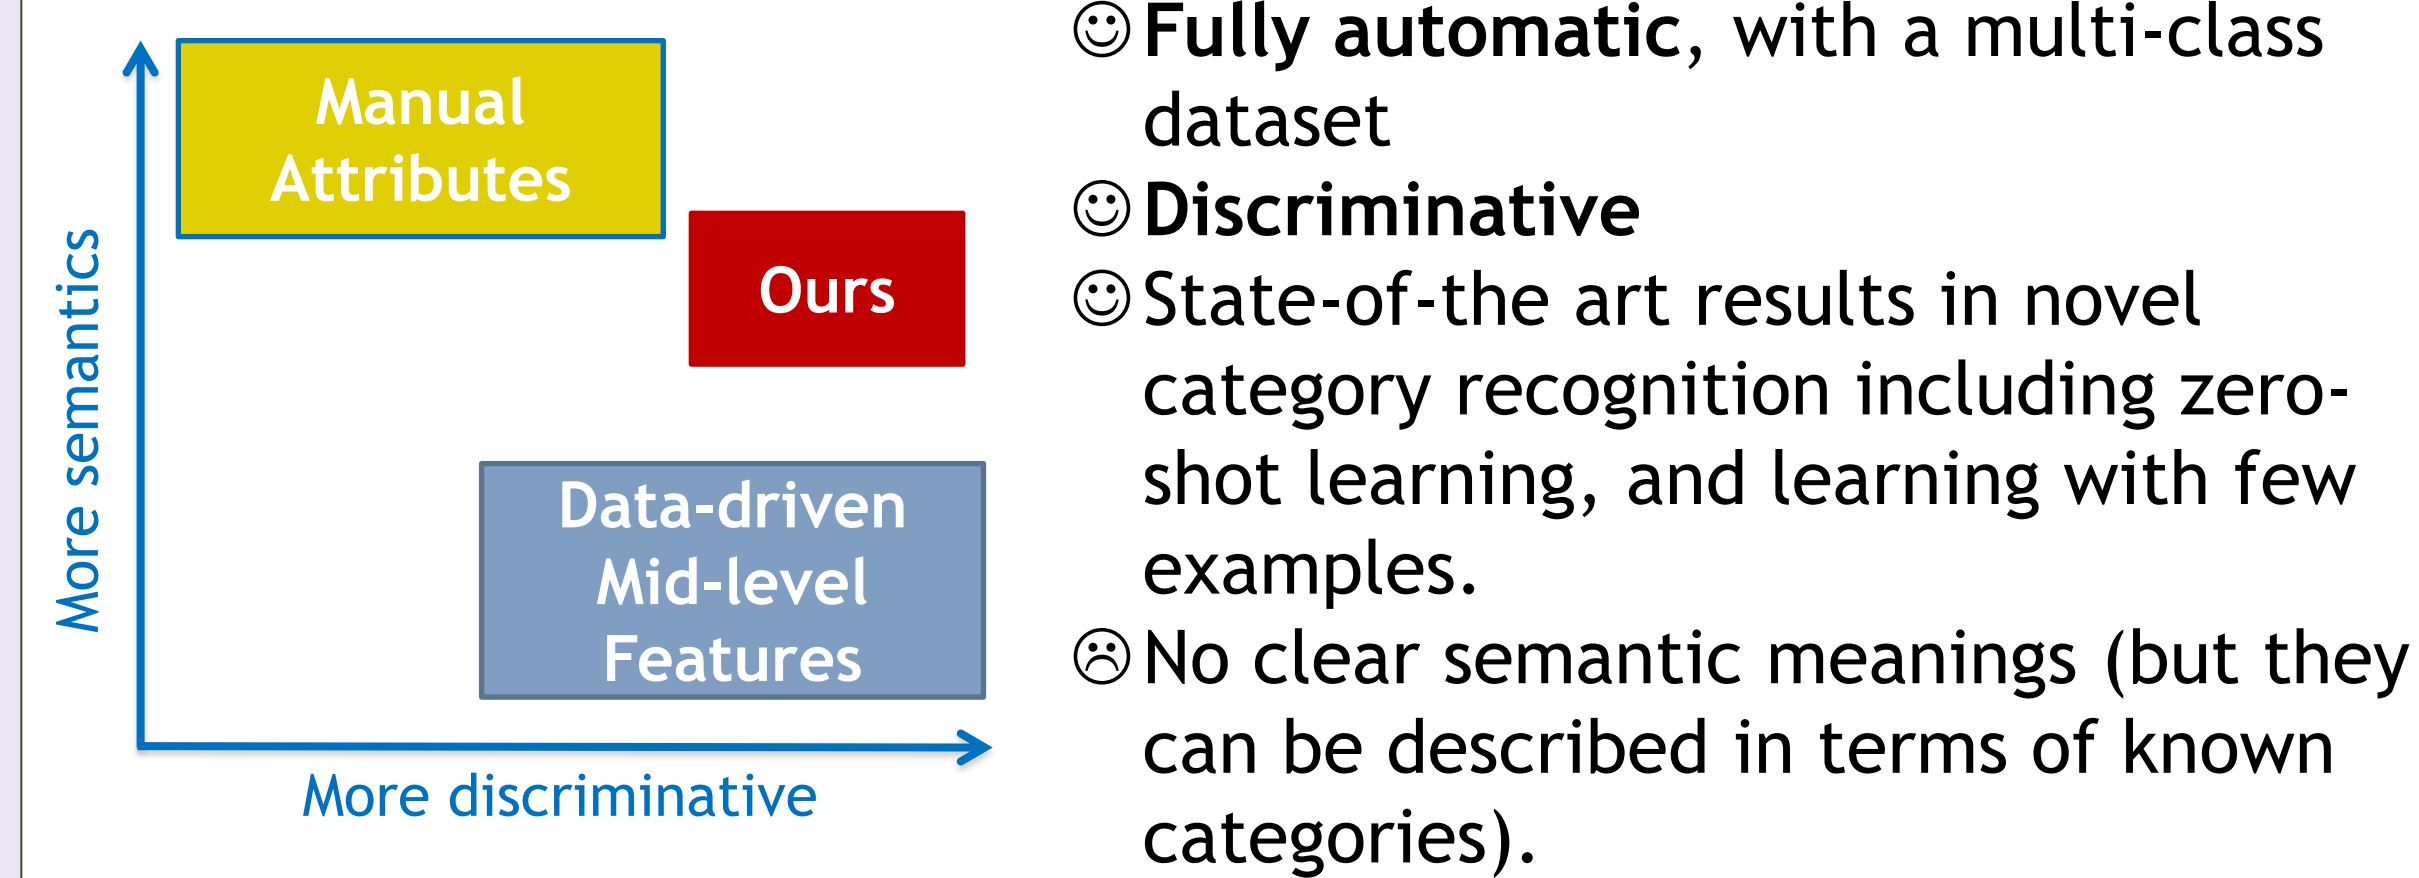 Manual
Attributes
Ours
Data-driven
Mid-level
Features
More semantics
More discriminative
☺ Fully automatic, with a multi-class
dataset
☺ Discriminative
☺ State-of-the art results in novel
category recognition including zero-
shot learning, and learning with few
examples.
☹ No clear semantic meanings (but they
can be described in terms of known
categories).